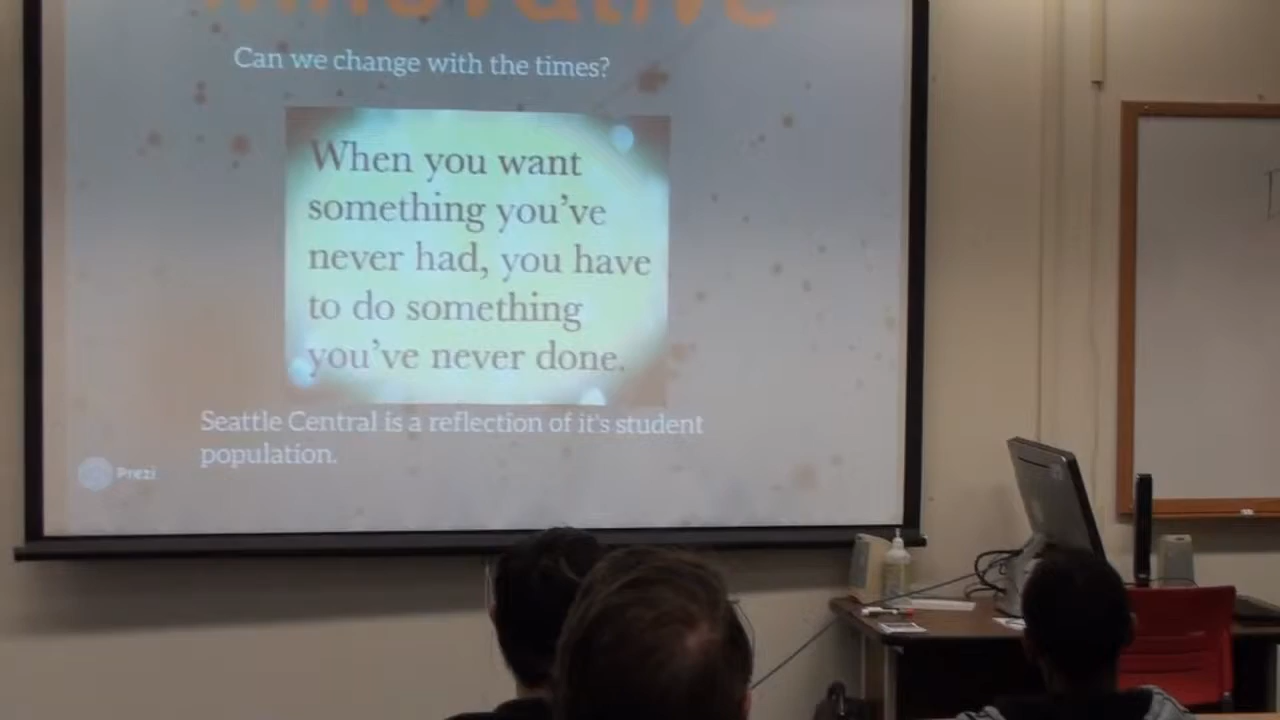 innovative
Can we change with the times?
When you want
something you've
never had, you have
to do something
you've never done.
Seattle Central is a reflection of it's student
population.
Prezi